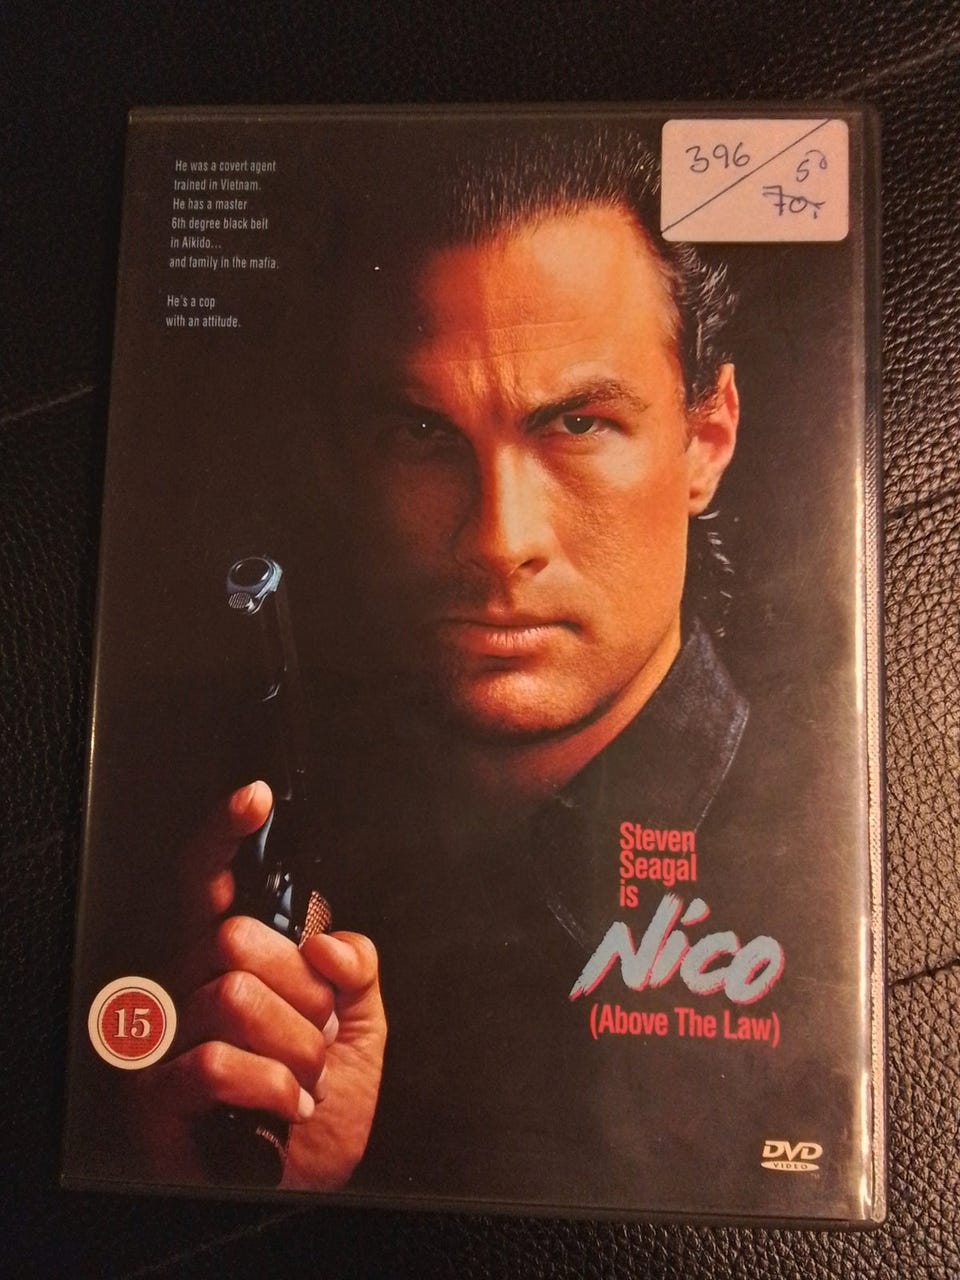 He was a covert agent
trained in Vietnam.
He has a master
6th degree black belt
in Aikido...
and family in the mafia.
He's a cop
with an attitude.
396
50
70,-
Steven
Seagal
is
Nico
(Above The Law)
15
DVD
VIDEO